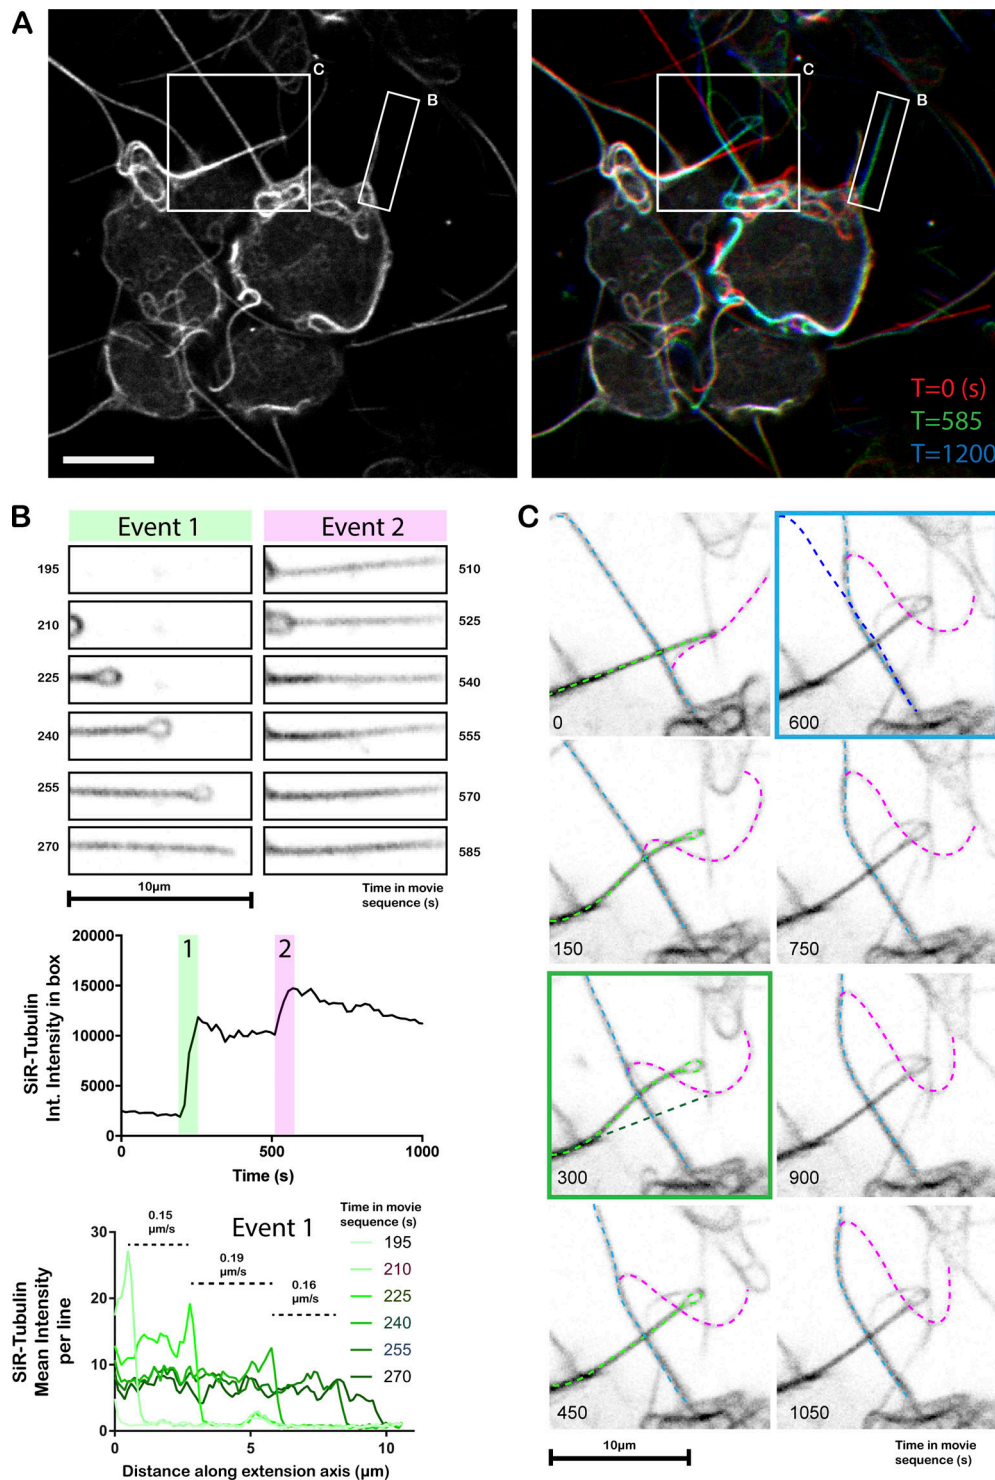 A
C
B
C
B
T=0 (s)
T=585
T=1200
B
Event 1
Event 2
195
510
210
525
225
540
240
555
255
570
270
585
10µm
Time in movie
sequence (s)
SiR-Tubulin
Int. Intensity in box
20000
15000
10000
5000
0
1
2
0
500
1000
Time (s)
SiR-Tubulin
Mean Intensity
per line
30
20
10
0
0.15
µm/s
0.19
µm/s
0.16
µm/s
Event 1
Time in movie
sequence (s)
195
210
225
240
255
270
0
5
10
Distance along extension axis (µm)
C
0
600
150
750
300
900
450
1050
10µm
Time in movie
sequence (s)